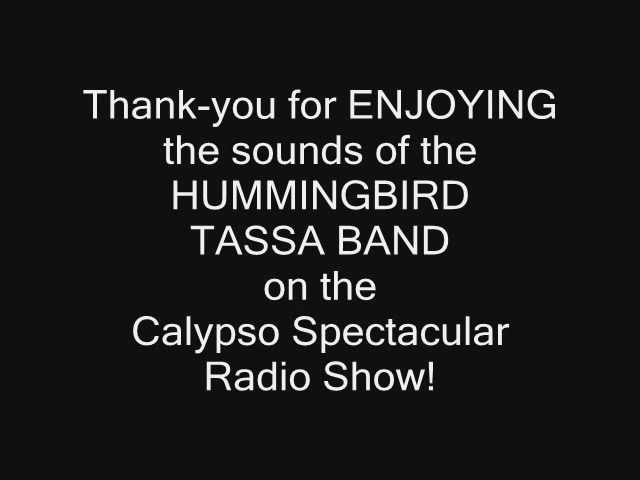 Thank-you for ENJOYING
the sounds of the
HUMMINGBIRD
TASSA BAND
on the
Calypso Spectacular
Radio Show!